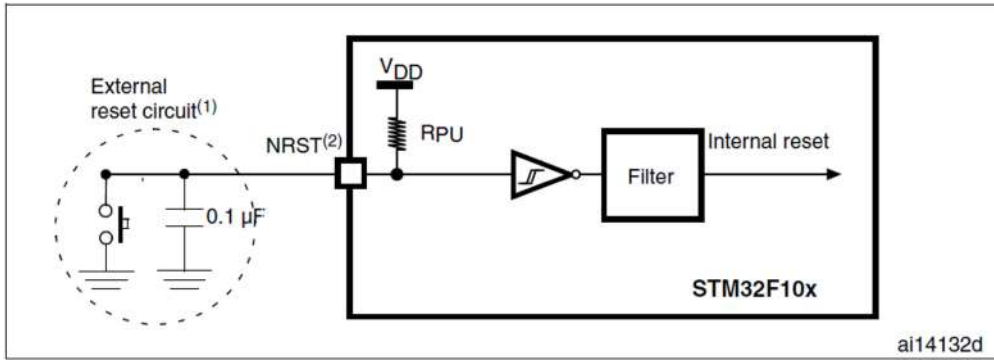 External
reset circuit(1)
VDD
NRST(2)
RPU
0.1 μF
Filter
Internal reset
STM32F10x
ai14132d